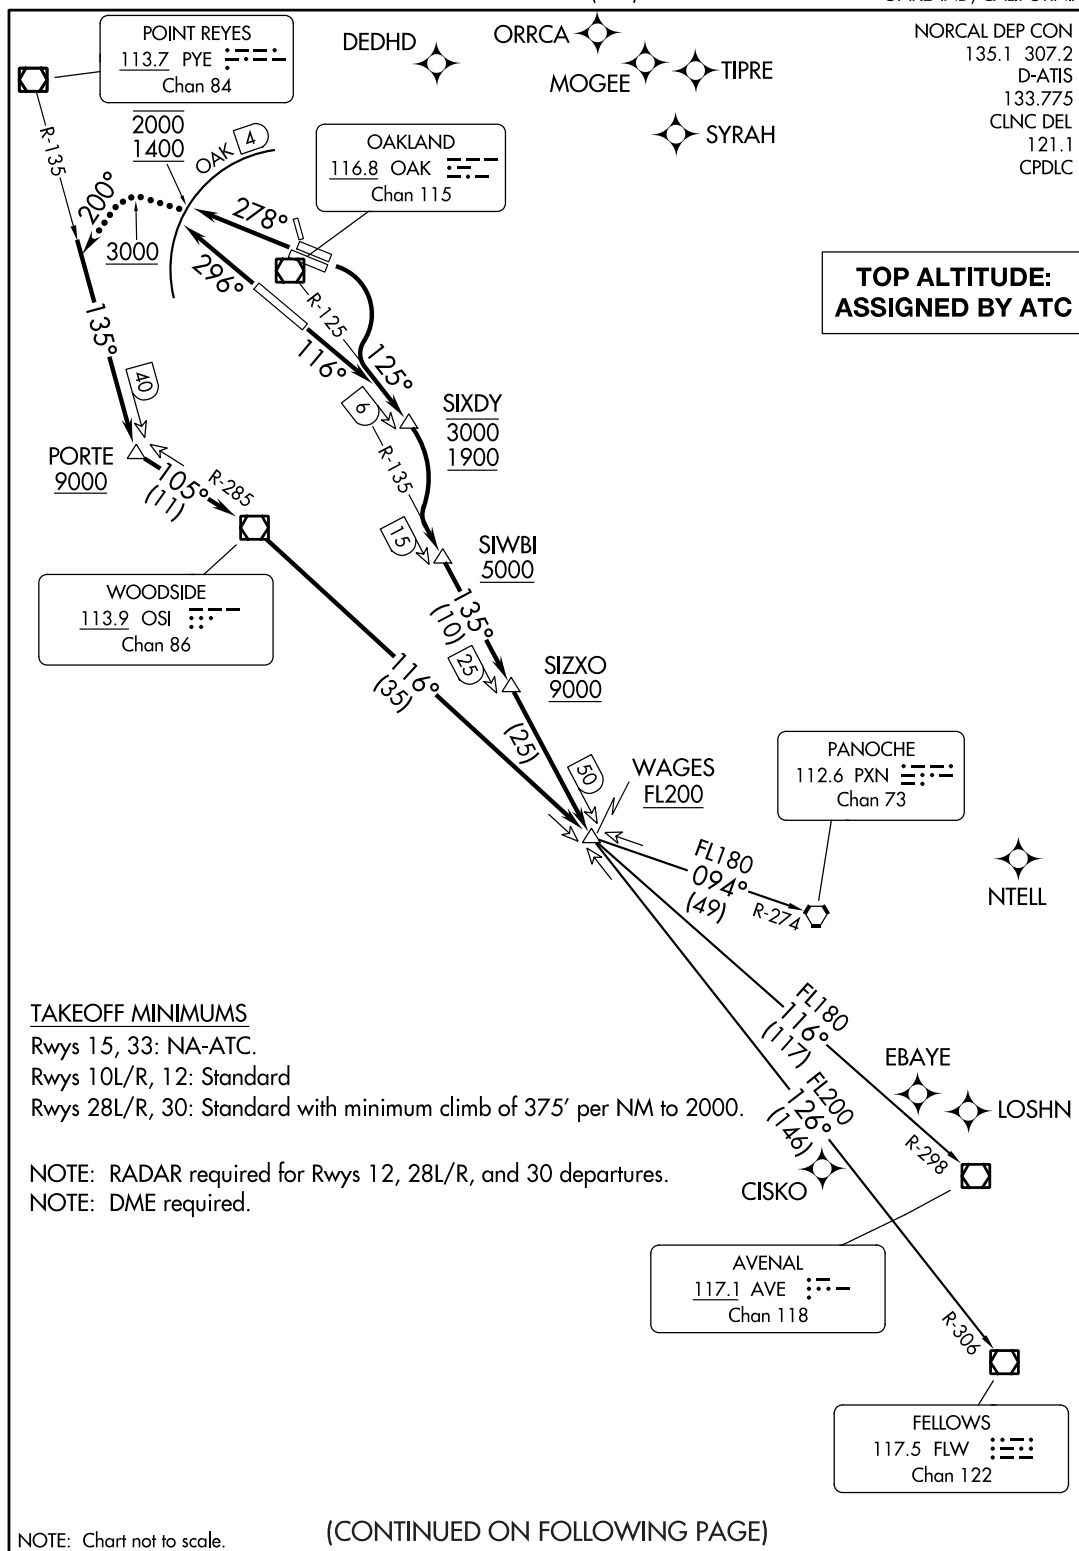 POINT REYES
113.7 PYE
Chan 84
DEDHD
ORRCA
MOGEE
TIPRE
SYRAH
NORCAL DEP CON
135.1 307.2
D-ATIS
133.775
CLNC DEL
121.1
CPDLC
R-135
2000
1400
OAK 4
OAKLAND
116.8 OAK
Chan 115
200°
3000
278°
296°
R-125
116°
125°
TOP ALTITUDE:
ASSIGNED BY ATC
135°
40
6
SIXDY
3000
1900
PORTE
9000
105°
(11)
R-285
R-135
15
SIWBI
5000
WOODSIDE
113.9 OSI
Chan 86
135°
(10)
25
SIZXO
9000
116°
(35)
(25)
50
WAGES
FL200
PANOCHE
112.6 PXN
Chan 73
FL180
094°
(49)
R-274
NTELL
TAKEOFF MINIMUMS
Rwys 15, 33: NA-ATC.
Rwys 10L/R, 12: Standard
Rwys 28L/R, 30: Standard with minimum climb of 375' per NM to 2000.
FL180
116°
(117)
EBAYE
LOSHN
FL200
126°
(146)
R-298
CISKO
NOTE: RADAR required for Rwys 12, 28L/R, and 30 departures.
NOTE: DME required.
AVENAL
117.1 AVE
Chan 118
R-306
FELLOWS
117.5 FLW
Chan 122
NOTE: Chart not to scale.
(CONTINUED ON FOLLOWING PAGE)